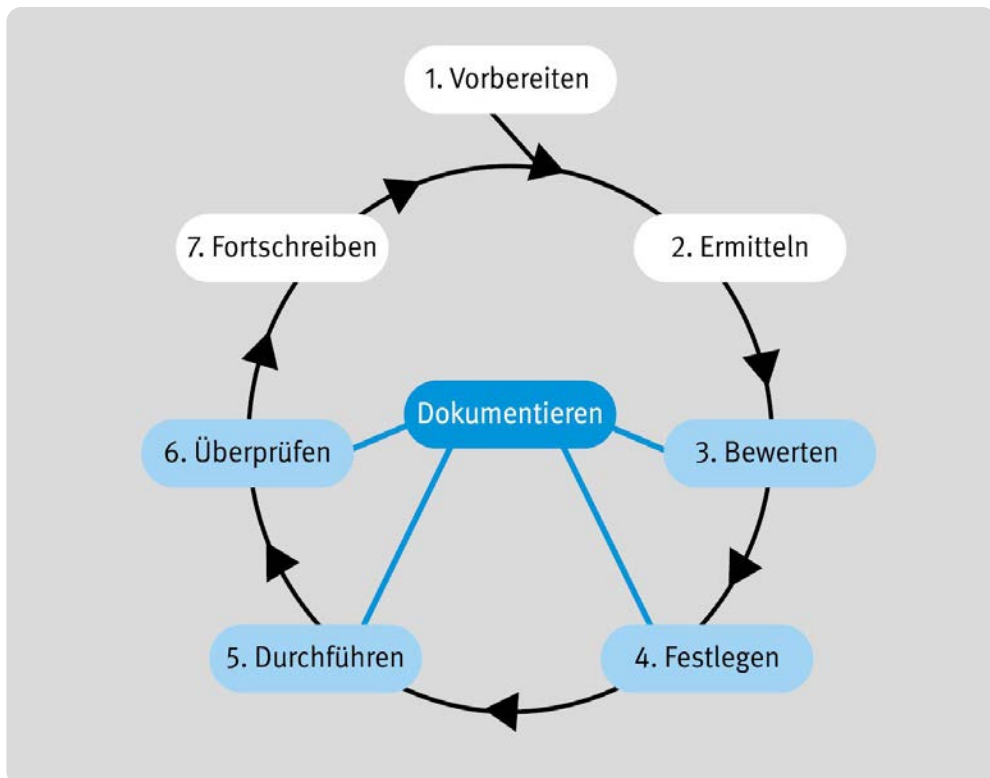 1. Vorbereiten
7. Fortschreiben
2. Ermitteln
Dokumentieren
6. Überprüfen
3. Bewerten
5. Durchführen
4. Festlegen